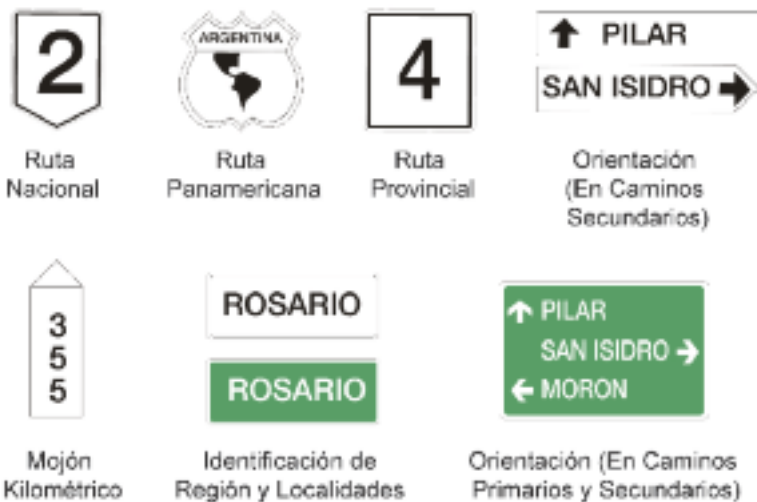 2
Ruta
Nacional
ARGENTINA
Ruta
Panamericana
4
Ruta
Provincial
PILAR
SAN ISIDRO
Orientación
(En Caminos
Secundarios)
3
5
5
Mojón
Kilométrico
ROSARIO
ROSARIO
Identificación de
Región y Localidades
PILAR
SAN ISIDRO
MORON
Orientación (En Caminos
Primarios y Secundarios)